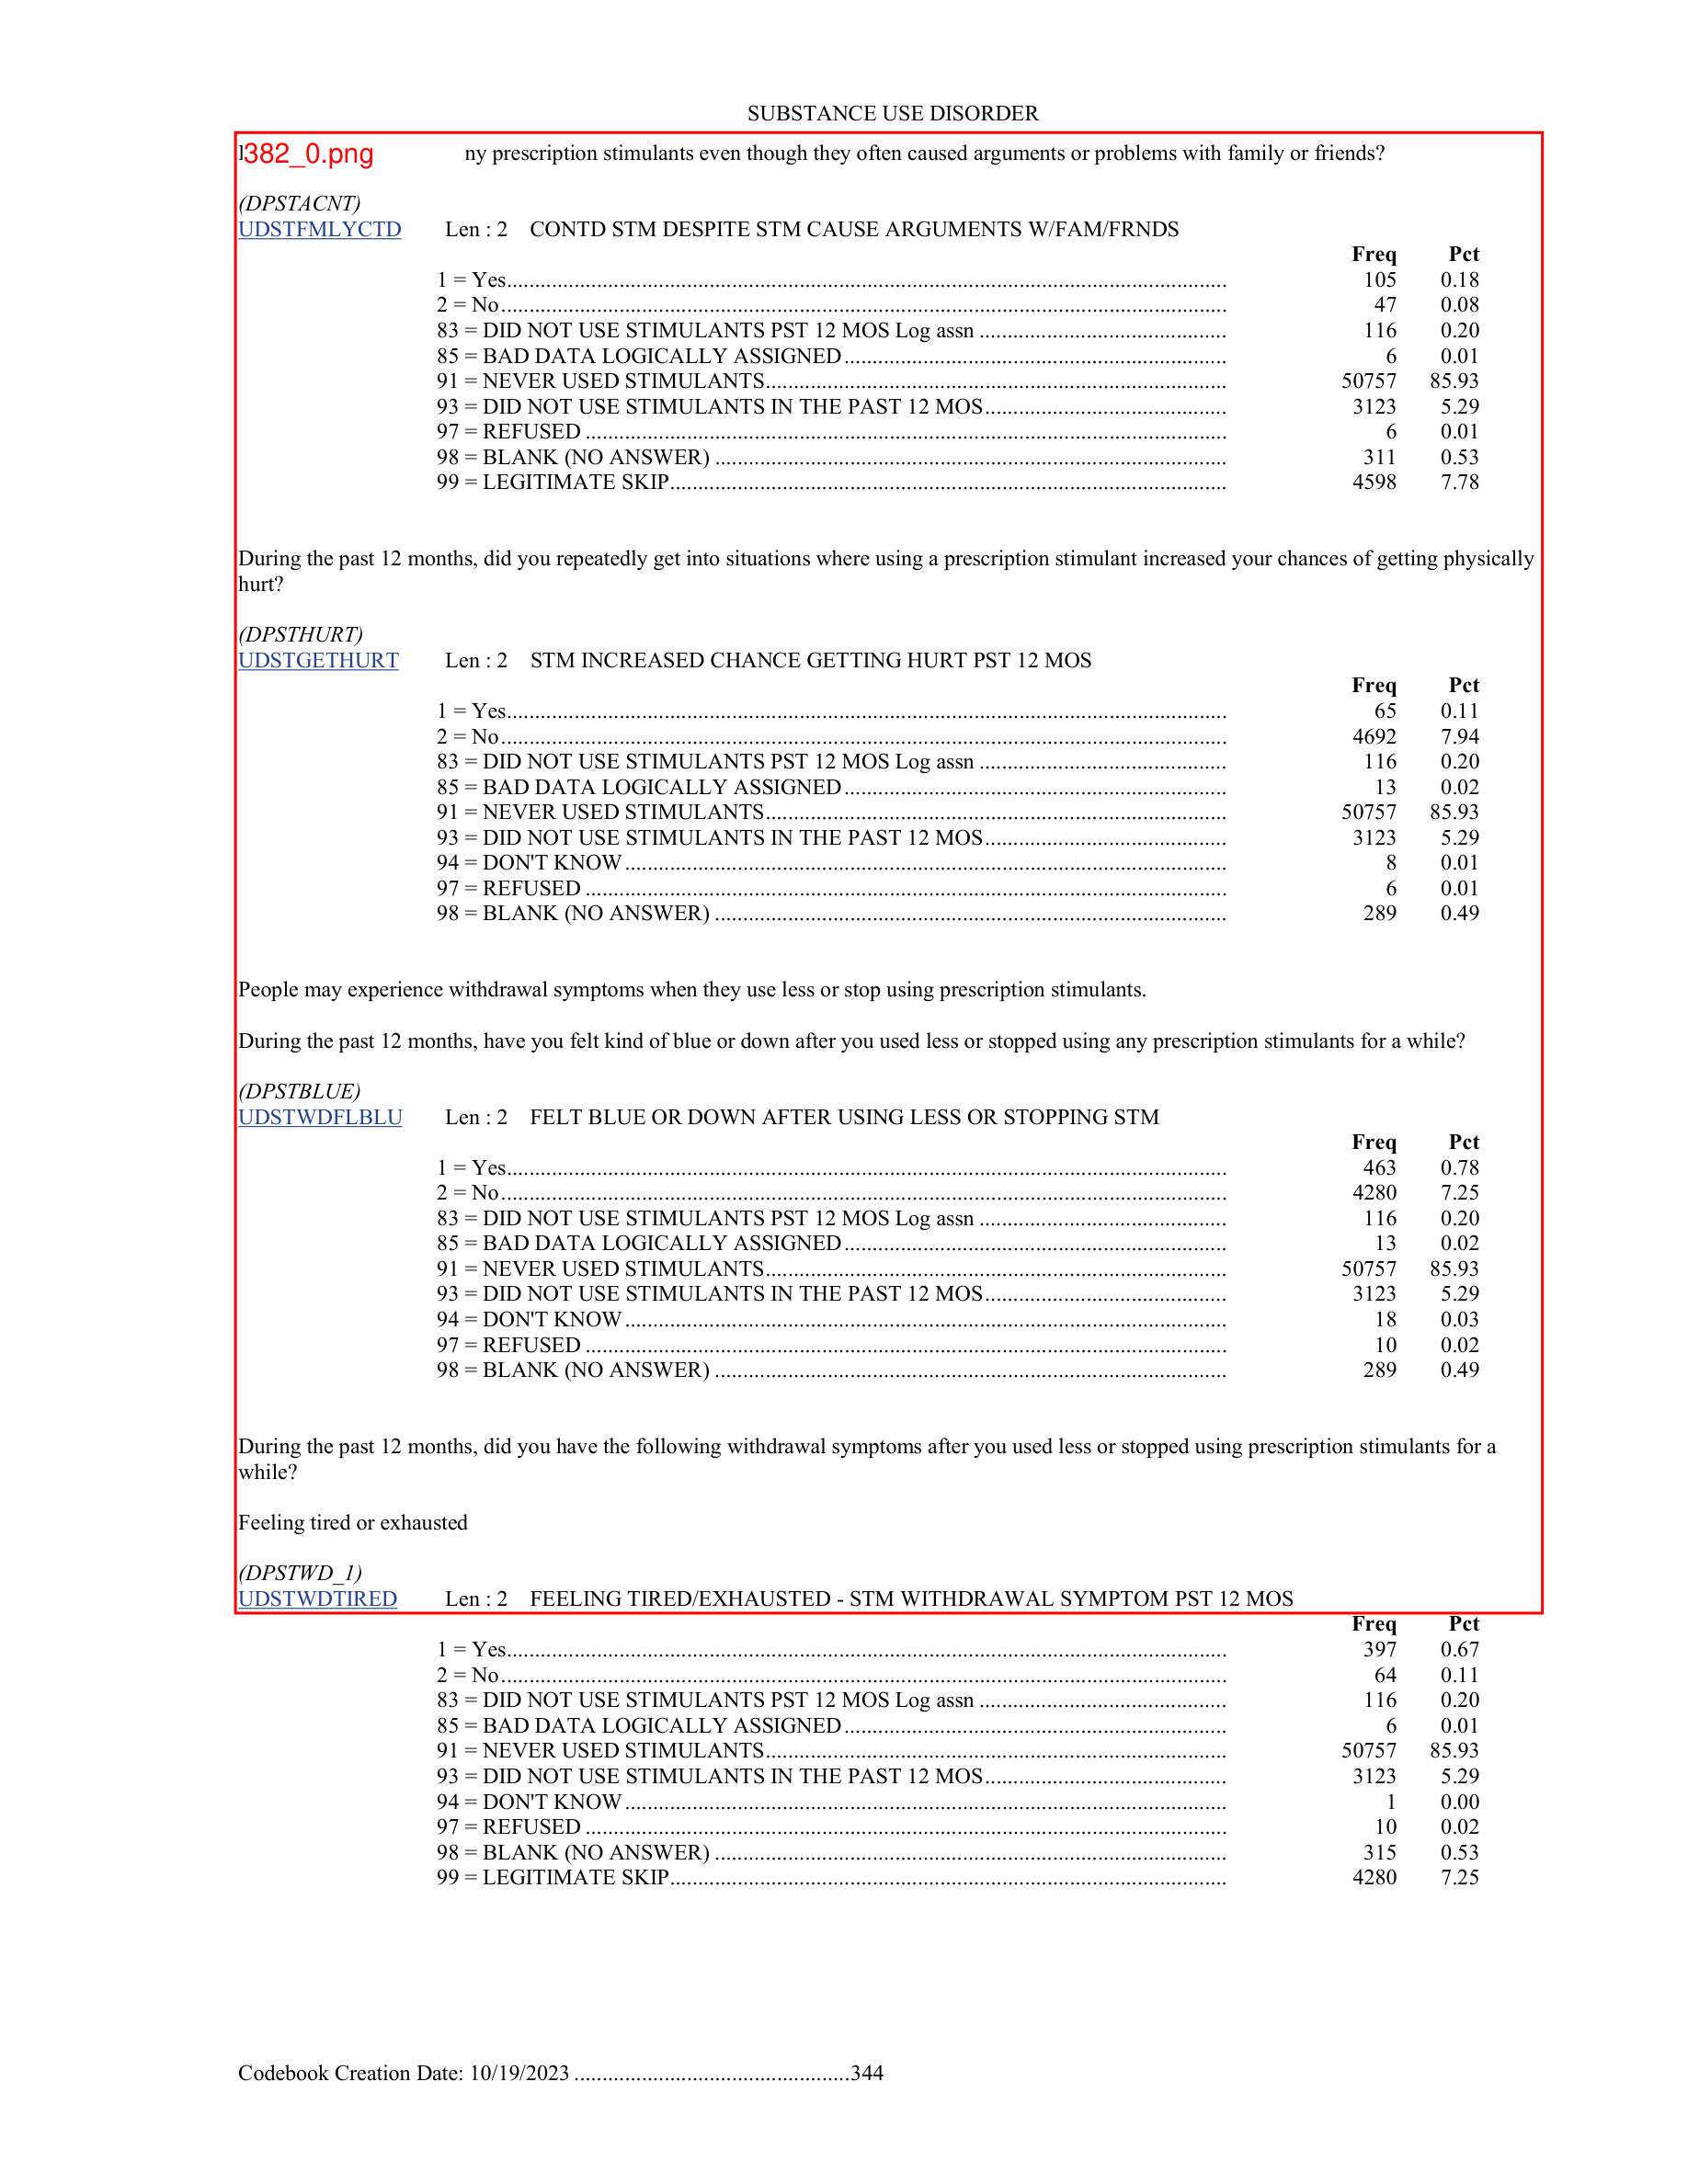 SUBSTANCE USE DISORDER
382_0.png ny prescription stimulants even though they often caused arguments or problems with family or friends?
(DPSTACNT)
UDSTFMLYCTD Len : 2 CONTD STM DESPITE STM CAUSE ARGUMENTS W/FAM/FRNDS
Freq Pct
1 = Yes 105 0.18
2 = No 47 0.08
83 = DID NOT USE STIMULANTS PST 12 MOS Log assn 116 0.20
85 = BAD DATA LOGICALLY ASSIGNED 6 0.01
91 = NEVER USED STIMULANTS 50757 85.93
93 = DID NOT USE STIMULANTS IN THE PAST 12 MOS 3123 5.29
97 = REFUSED 6 0.01
98 = BLANK (NO ANSWER) 311 0.53
99 = LEGITIMATE SKIP 4598 7.78
During the past 12 months, did you repeatedly get into situations where using a prescription stimulant increased your chances of getting physically
hurt?
(DPSTHURT)
UDSTGETHURT Len : 2 STM INCREASED CHANCE GETTING HURT PST 12 MOS
Freq Pct
1 = Yes 65 0.11
2 = No 4692 7.94
83 = DID NOT USE STIMULANTS PST 12 MOS Log assn 116 0.20
85 = BAD DATA LOGICALLY ASSIGNED 13 0.02
91 = NEVER USED STIMULANTS 50757 85.93
93 = DID NOT USE STIMULANTS IN THE PAST 12 MOS 3123 5.29
94 = DON'T KNOW 8 0.01
97 = REFUSED 6 0.01
98 = BLANK (NO ANSWER) 289 0.49
People may experience withdrawal symptoms when they use less or stop using prescription stimulants.
During the past 12 months, have you felt kind of blue or down after you used less or stopped using any prescription stimulants for a while?
(DPSTBLUE)
UDSTWDFLBLU Len : 2 FELT BLUE OR DOWN AFTER USING LESS OR STOPPING STM
Freq Pct
1 = Yes 463 0.78
2 = No 4280 7.25
83 = DID NOT USE STIMULANTS PST 12 MOS Log assn 116 0.20
85 = BAD DATA LOGICALLY ASSIGNED 13 0.02
91 = NEVER USED STIMULANTS 50757 85.93
93 = DID NOT USE STIMULANTS IN THE PAST 12 MOS 3123 5.29
94 = DON'T KNOW 18 0.03
97 = REFUSED 10 0.02
98 = BLANK (NO ANSWER) 289 0.49
During the past 12 months, did you have the following withdrawal symptoms after you used less or stopped using prescription stimulants for a
while?
Feeling tired or exhausted
(DPSTWD_1)
UDSTWDTIRED Len : 2 FEELING TIRED/EXHAUSTED - STM WITHDRAWAL SYMPTOM PST 12 MOS
Freq Pct
1 = Yes 397 0.67
2 = No 64 0.11
83 = DID NOT USE STIMULANTS PST 12 MOS Log assn 116 0.20
85 = BAD DATA LOGICALLY ASSIGNED 6 0.01
91 = NEVER USED STIMULANTS 50757 85.93
93 = DID NOT USE STIMULANTS IN THE PAST 12 MOS 3123 5.29
94 = DON'T KNOW 1 0.00
97 = REFUSED 10 0.02
98 = BLANK (NO ANSWER) 315 0.53
99 = LEGITIMATE SKIP 4280 7.25
Codebook Creation Date: 10/19/2023 344